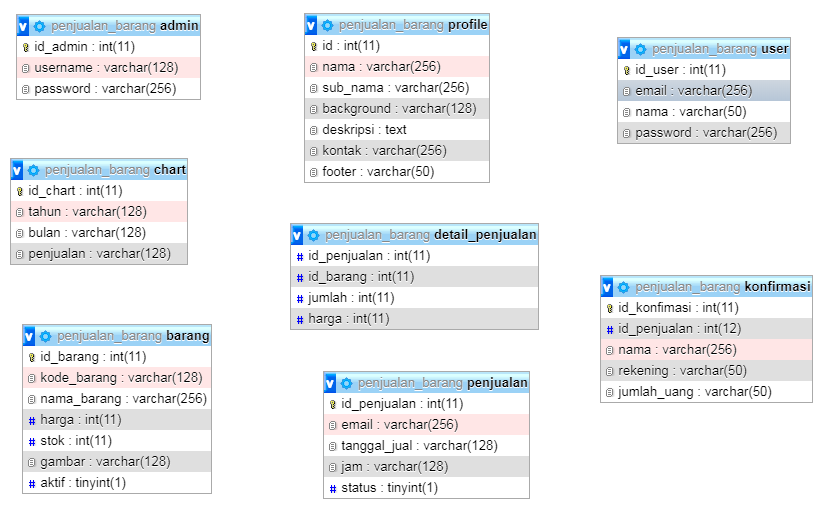 penjualan_barang admin
id_admin : int(11)
username : varchar(128)
password : varchar(256)
penjualan_barang profile
id : int(11)
nama : varchar(256)
sub_nama : varchar(256)
background : varchar(128)
deskripsi : text
kontak : varchar(256)
footer : varchar(50)
penjualan_barang user
id_user : int(11)
email : varchar(256)
nama : varchar(50)
password : varchar(256)
penjualan_barang chart
id_chart : int(11)
tahun : varchar(128)
bulan : varchar(128)
penjualan : varchar(128)
penjualan_barang detail_penjualan
# id_penjualan : int(11)
# id_barang : int(11)
# jumlah : int(11)
# harga : int(11)
penjualan_barang konfirmasi
id_konfimasi : int(11)
# id_penjualan : int(12)
nama : varchar(256)
rekening : varchar(50)
jumlah_uang : varchar(50)
penjualan_barang barang
id_barang : int(11)
kode_barang : varchar(128)
nama_barang : varchar(256)
# harga : int(11)
# stok : int(11)
gambar : varchar(128)
# aktif : tinyint(1)
penjualan_barang penjualan
id_penjualan : int(11)
email : varchar(256)
tanggal_jual : varchar(128)
jam : varchar(128)
# status : tinyint(1)